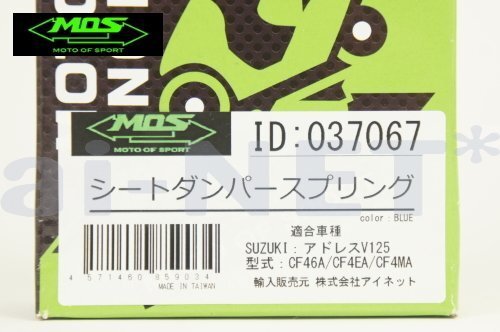 MOS
MOTO OF SPORT
MOS
MOTO OF SPORT
ID:037067
シートダンパースプリング
color：BLUE
適合車種
SUZUKI：アドレスV125
型式：CF46A/CF4EA/CF4MA
輸入販売元 株式会社アイネット
4 571460 859034
MADE IN TAIWAN
ai-NET*